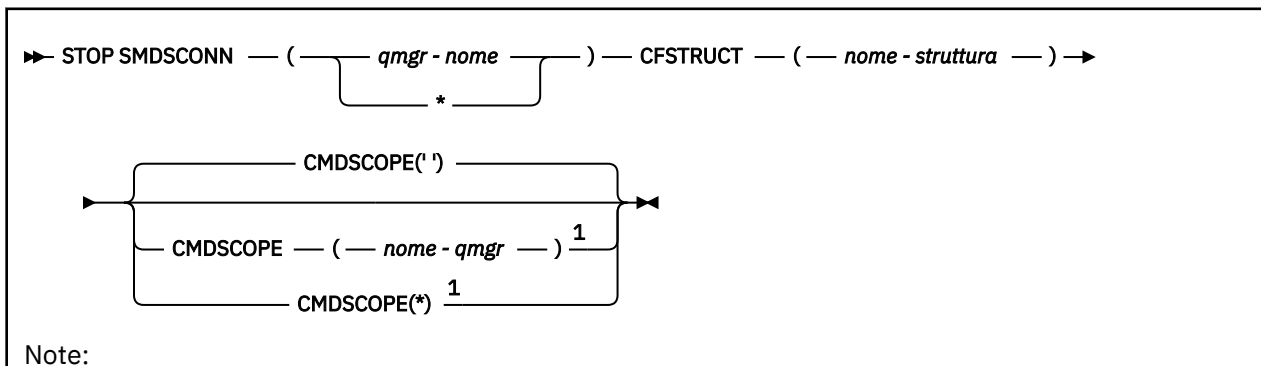 STOP SMDSCONN ( qmgr - nome ) CFSTRUCT ( nome - struttura )
*
CMDSCOPE(' ')
CMDSCOPE ( nome - qmgr ) 1
CMDSCOPE(*) 1
Note: